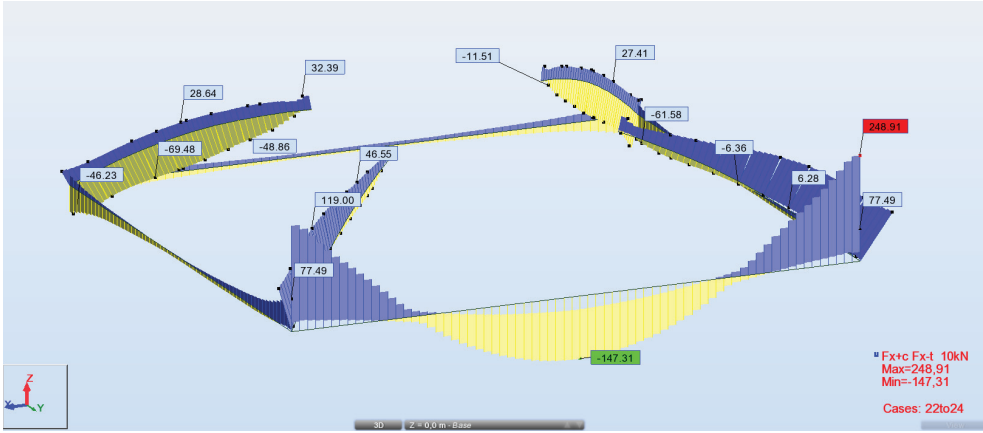 -11.51
27.41
32.39
28.64
-61.58
248.91
-69.48
-48.86
46.55
-6.36
-46.23
6.28
119.00
77.49
77.49
-147.31
Fx+c Fx-t 10kN
Max=248,91
Min=-147,31
Cases: 22to24
Z
Y
3D Z = 0,0 m - Base